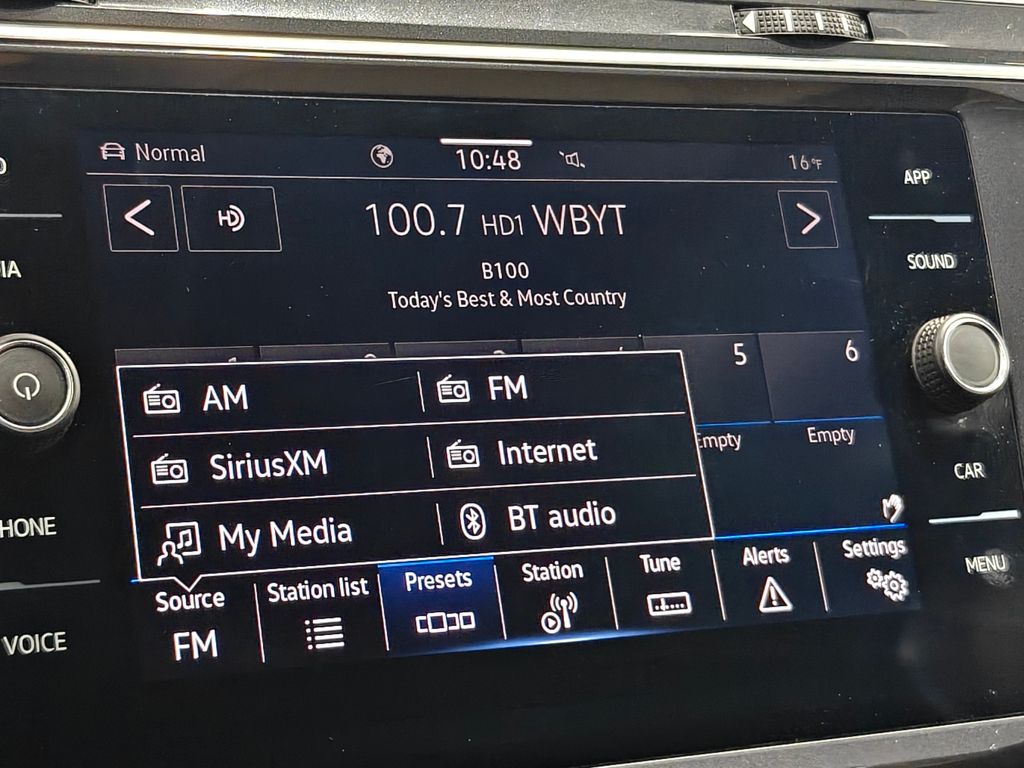 Normal
10:48
16°F
APP
HD
100.7 HD1 WBYT
B100
Today's Best & Most Country
SOUND
5
6
AM
FM
Empty
Empty
SiriusXM
Internet
CAR
My Media
BT audio
HONE
MENU
Source
FM
Station list
Presets
Station
Tune
Alerts
Settings
VOICE
IA